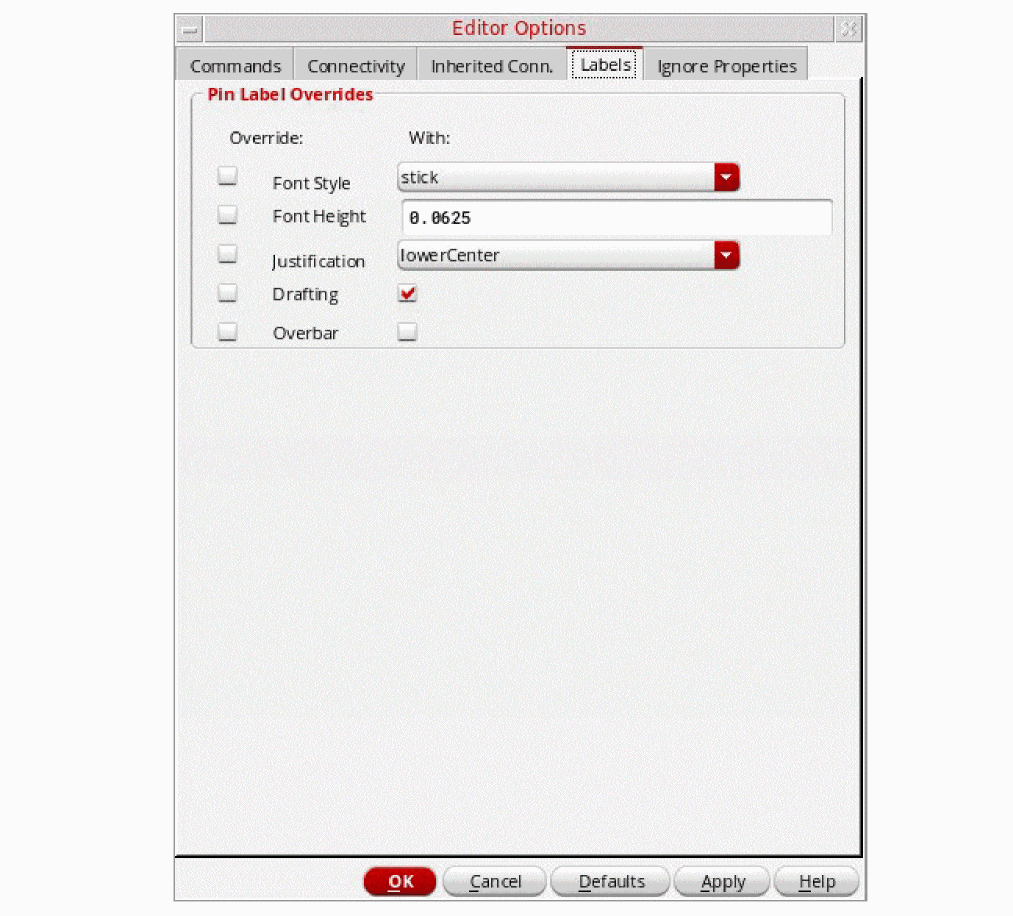 Editor Options
Commands Connectivity Inherited Conn. Labels Ignore Properties
Pin Label Overrides
Override: With:
Font Style stick
Font Height 0.0625
Justification lowerCenter
Drafting
Overbar
OK Cancel Defaults Apply Help